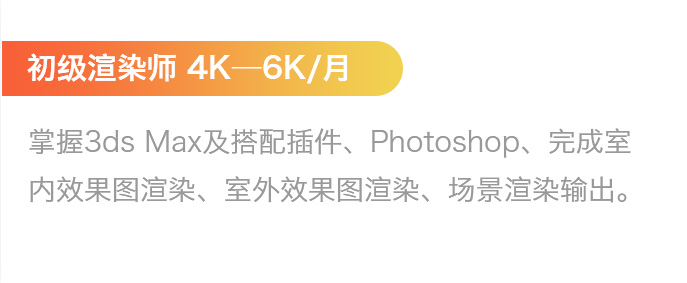 初级渲染师 4K—6K/月
掌握3ds Max及搭配插件、Photoshop、完成室
内效果图渲染、室外效果图渲染、场景渲染输出。